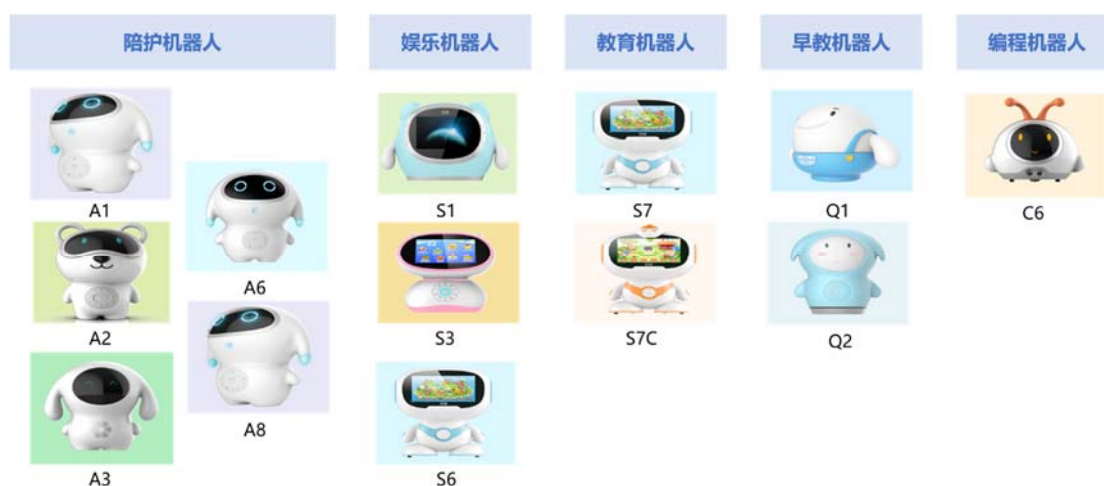 陪护机器人
娱乐机器人
教育机器人
早教机器人
编程机器人
A1
A2
A3
A6
A8
S1
S3
S6
S7
S7C
Q1
Q2
C6